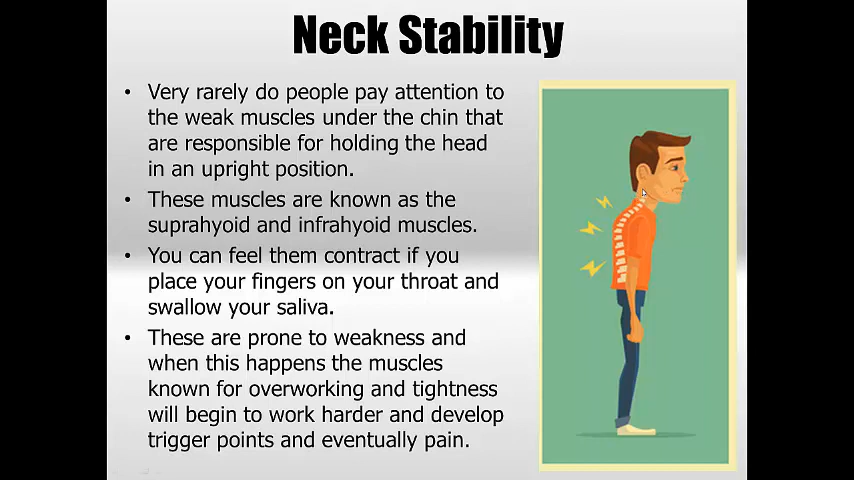 Neck Stability
• Very rarely do people pay attention to
the weak muscles under the chin that
are responsible for holding the head
in an upright position.
• These muscles are known as the
suprahyoid and infrahyoid muscles.
• You can feel them contract if you
place your fingers on your throat and
swallow your saliva.
• These are prone to weakness and
when this happens the muscles
known for overworking and tightness
will begin to work harder and develop
trigger points and eventually pain.